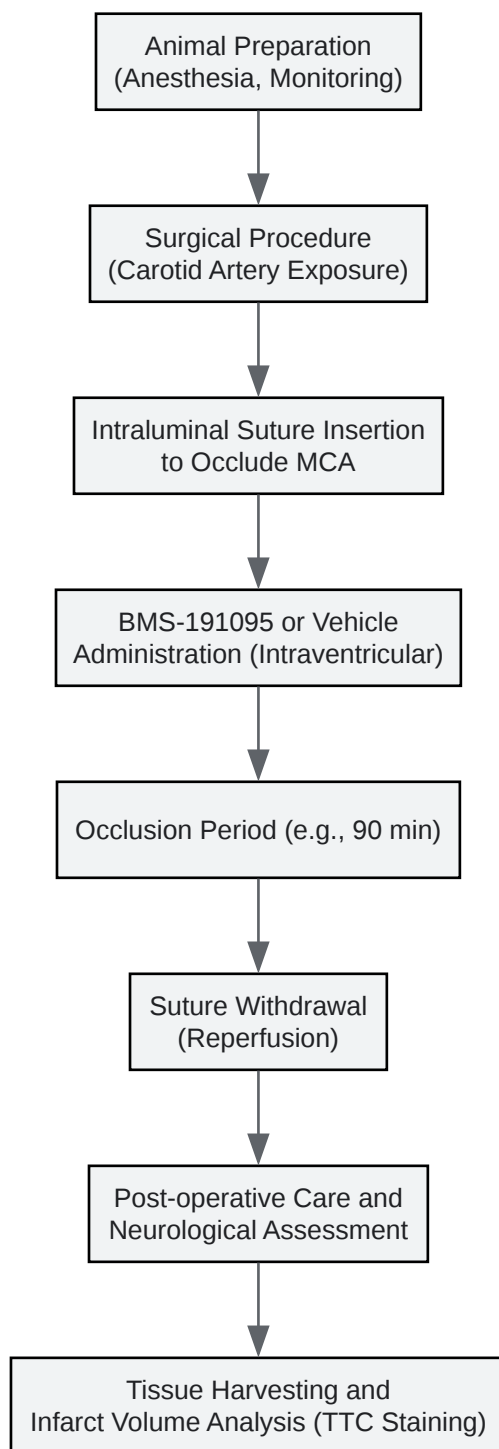 Animal Preparation
(Anesthesia, Monitoring)
Surgical Procedure
(Carotid Artery Exposure)
Intraluminal Suture Insertion
to Occlude MCA
BMS-191095 or Vehicle
Administration (Intraventricular)
Occlusion Period (e.g., 90 min)
Suture Withdrawal
(Reperfusion)
Post-operative Care and
Neurological Assessment
Tissue Harvesting and
Infarct Volume Analysis (TTC Staining)